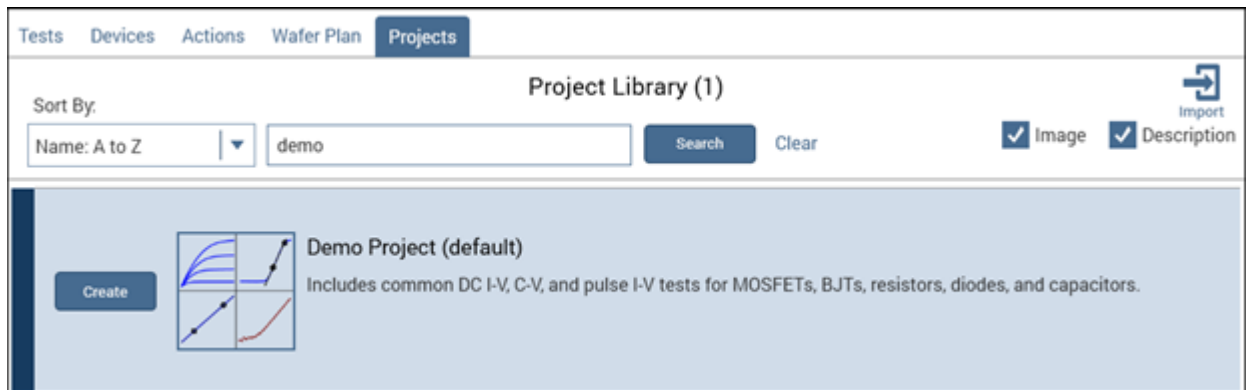 Tests Devices Actions Wafer Plan Projects
Project Library (1)
Import
Sort By:
Name: A to Z demo Search Clear Image Description
Demo Project (default)
Create
Includes common DC I-V, C-V, and pulse I-V tests for MOSFETs, BJTs, resistors, diodes, and capacitors.